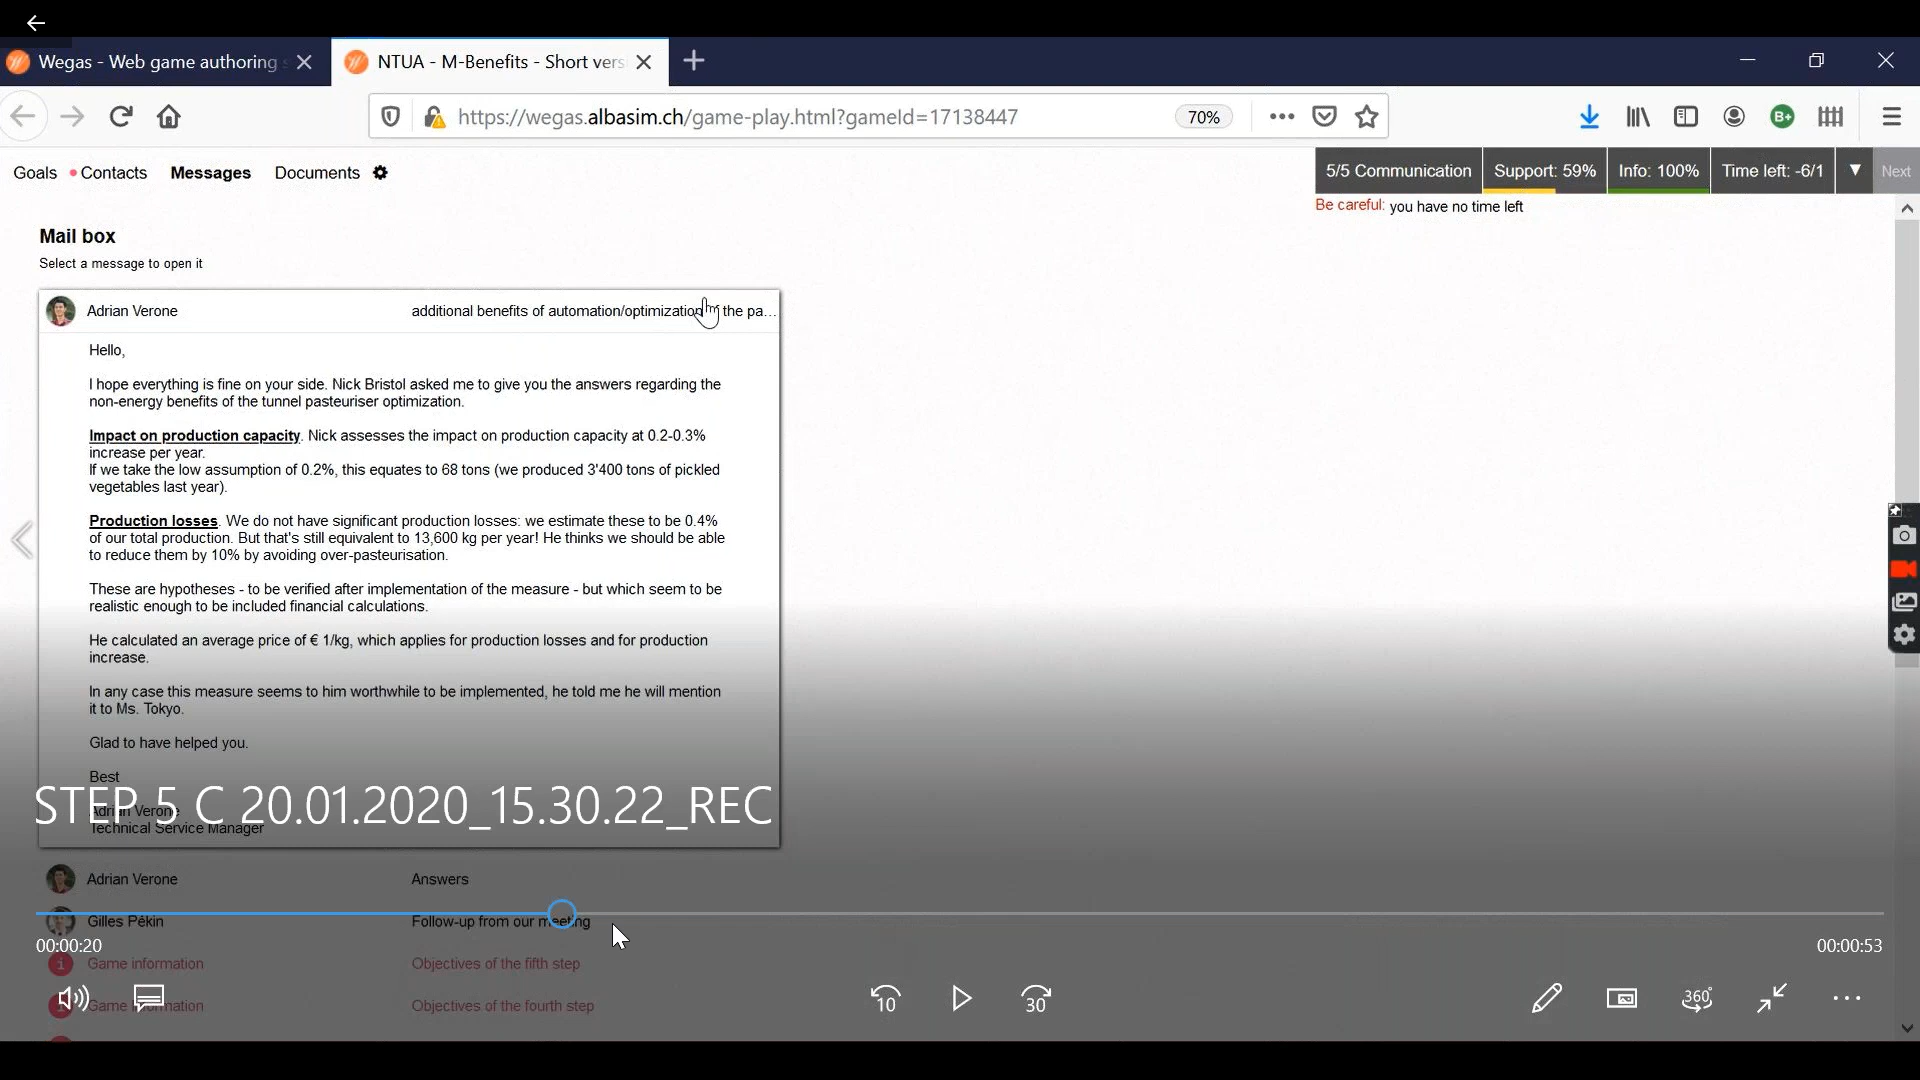 Wegas - Web game authoring s
NTUA - M-Benefits - Short vers
https://wegas.albasim.ch/game-play.html?gameId=17138447
70%
B+
Goals Contacts Messages Documents
5/5 Communication Support: 59% Info: 100% Time left: -6/1 Next
Be careful: you have no time left
Mail box
Select a message to open it
Adrian Verone additional benefits of automation/optimization of the pa...
Hello,
I hope everything is fine on your side. Nick Bristol asked me to give you the answers regarding the
non-energy benefits of the tunnel pasteuriser optimization.
Impact on production capacity. Nick assesses the impact on production capacity at 0.2-0.3%
increase per year.
If we take the low assumption of 0.2%, this equates to 68 tons (we produced 3'400 tons of pickled
vegetables last year).
Production losses. We do not have significant production losses: we estimate these to be 0.4%
of our total production. But that's still equivalent to 13,600 kg per year! He thinks we should be able
to reduce them by 10% by avoiding over-pasteurisation.
These are hypotheses - to be verified after implementation of the measure - but which seem to be
realistic enough to be included financial calculations.
He calculated an average price of € 1/kg, which applies for production losses and for production
increase.
In any case this measure seems to him worthwhile to be implemented, he told me he will mention
it to Ms. Tokyo.
Glad to have helped you.
Best
STEP 5 C 20.01.2020_15.30.22_REC
Adrian Verone
Technical Service Manager
Adrian Verone Answers
Gilles Pékin Follow-up from our meeting
00:00:20 00:00:53
Game information Objectives of the fifth step
Game information Objectives of the fourth step
10 30 360°